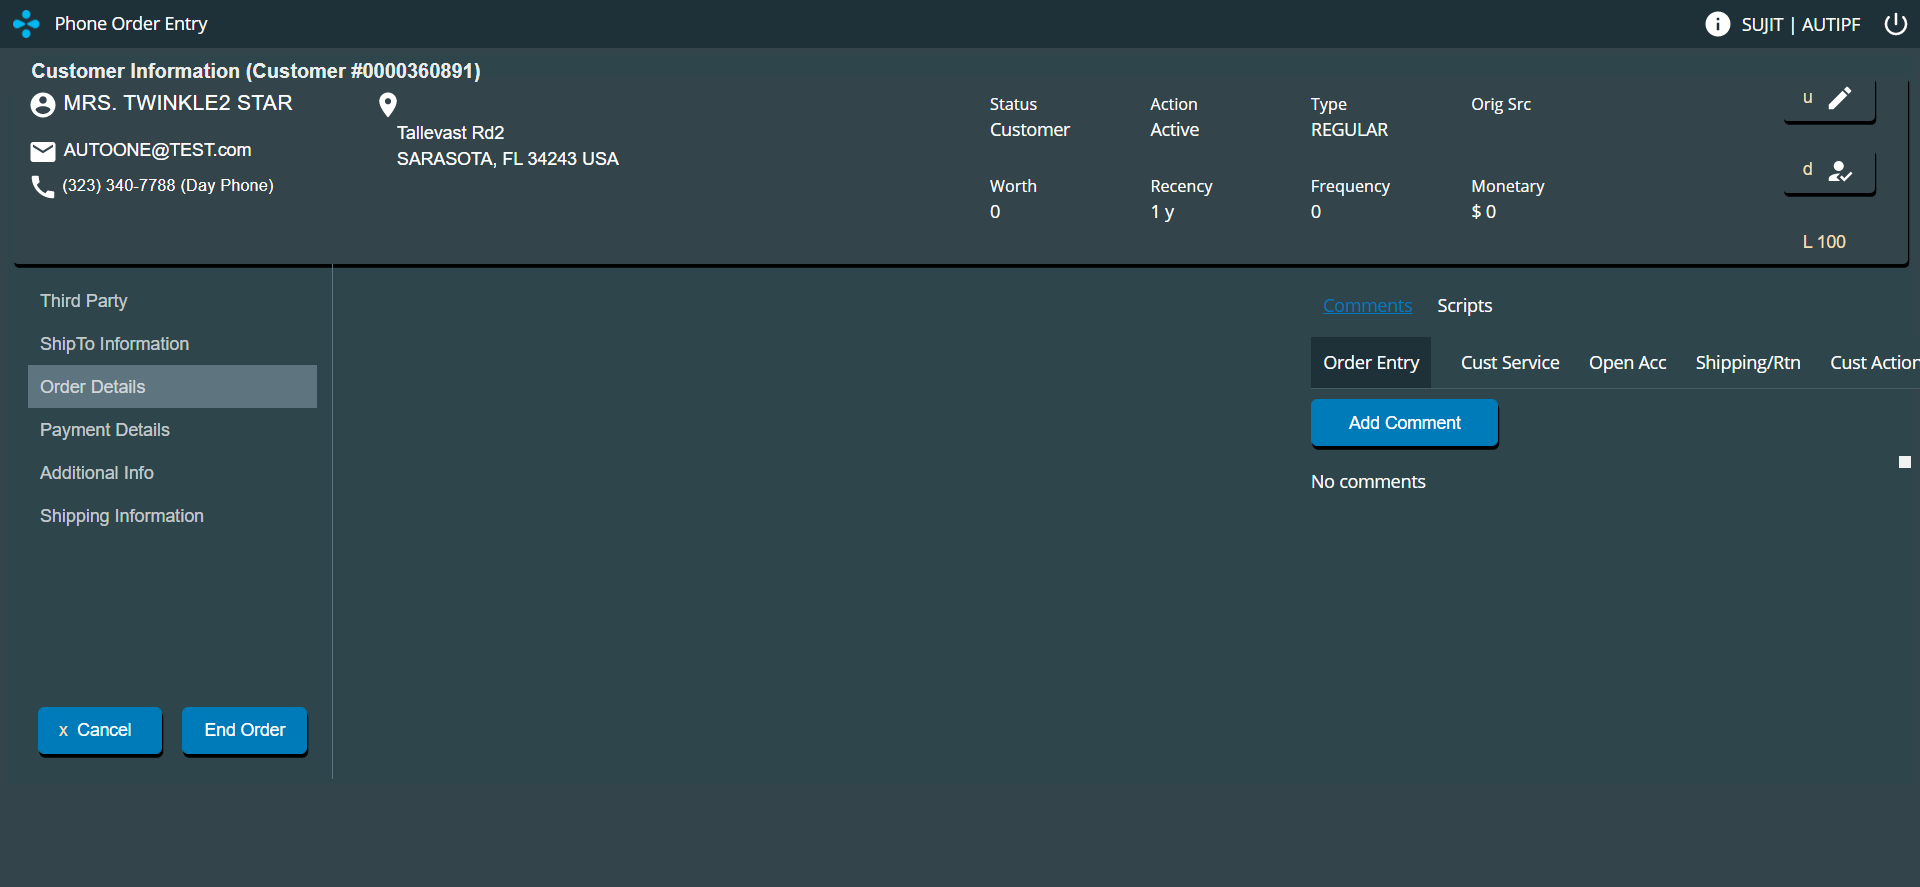 Phone Order Entry
SUJIT | AUTIPF
Customer Information (Customer #0000360891)
MRS. TWINKLE2 STAR
AUTOONE@TEST.com
(323) 340-7788 (Day Phone)
Tallevast Rd2
SARASOTA, FL 34243 USA
Status
Customer
Action
Active
Type
REGULAR
Orig Src
Worth
0
Recency
1 y
Frequency
0
Monetary
$ 0
u
d
L 100
Third Party
ShipTo Information
Order Details
Payment Details
Additional Info
Shipping Information
x Cancel
End Order
Comments Scripts
Order Entry Cust Service Open Acc Shipping/Rtn Cust Action
Add Comment
No comments